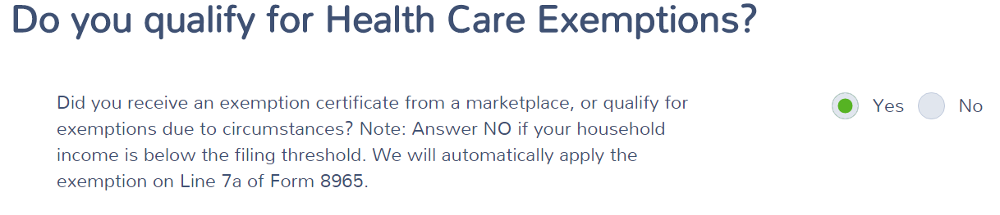 Do you qualify for Health Care Exemptions?
Did you receive an exemption certificate from a marketplace, or qualify for
exemptions due to circumstances? Note: Answer NO if your household
income is below the filing threshold. We will automatically apply the
exemption on Line 7a of Form 8965.
Yes No